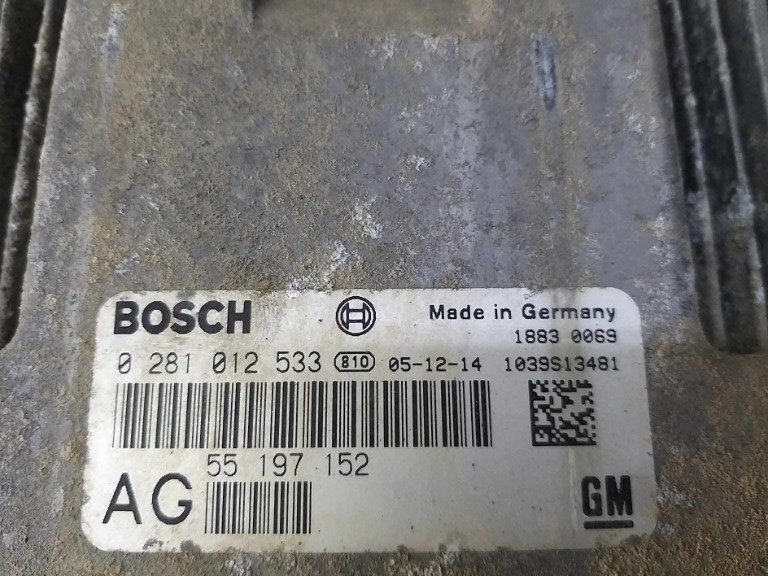 BOSCH Made in Germany
1883 0069
0 281 012 533 810 05-12-14 1039S13481
55 197 152
AG
GM